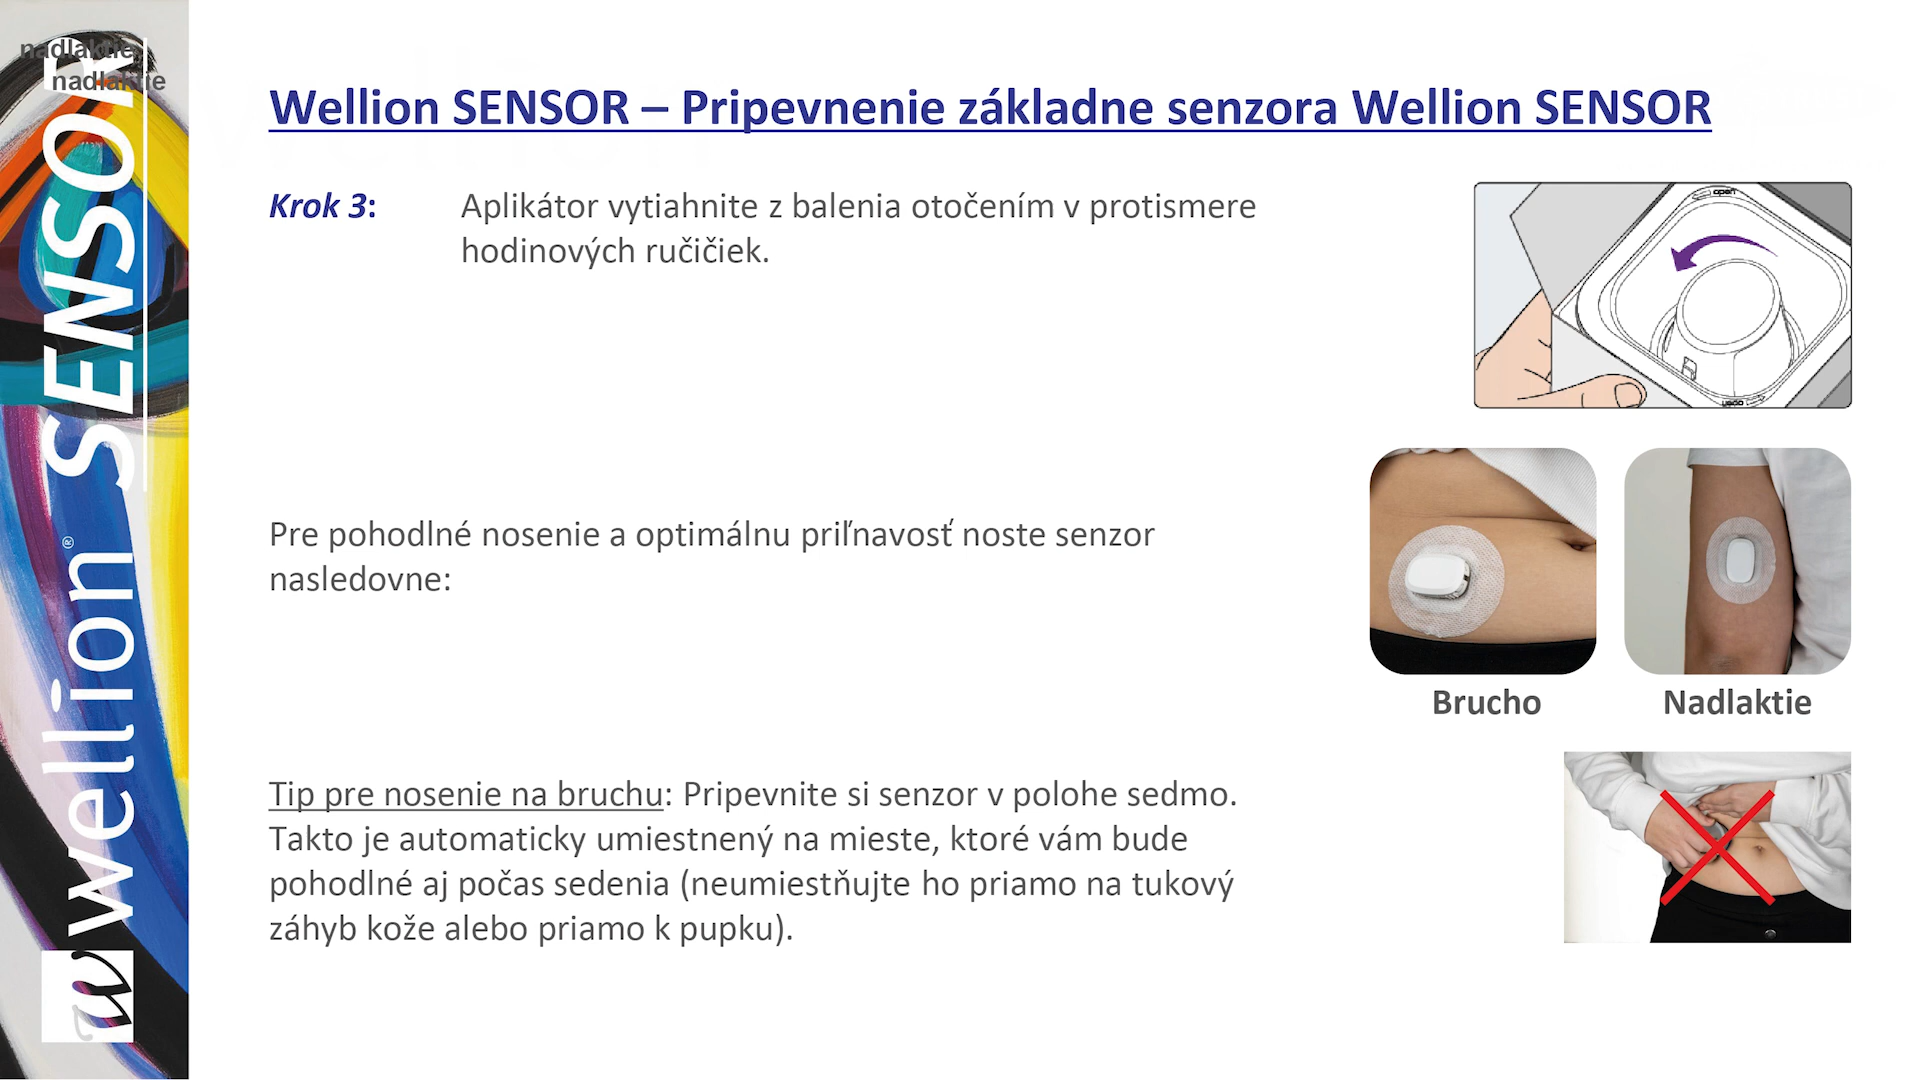 nadlaktie
nadlaktie
wellion® SENSOR
Wellion SENSOR – Pripevnenie základne senzora Wellion SENSOR
Krok 3:
Aplikátor vytiahnite z balenia otočením v protismere
hodinových ručičiek.
open
open
Pre pohodlné nosenie a optimálnu priľnavosť noste senzor
nasledovne:
Brucho
Nadlaktie
Tip pre nosenie na bruchu: Pripevnite si senzor v polohe sedmo.
Takto je automaticky umiestnený na mieste, ktoré vám bude
pohodlné aj počas sedenia (neumiestňujte ho priamo na tukový
záhyb kože alebo priamo k pupku).